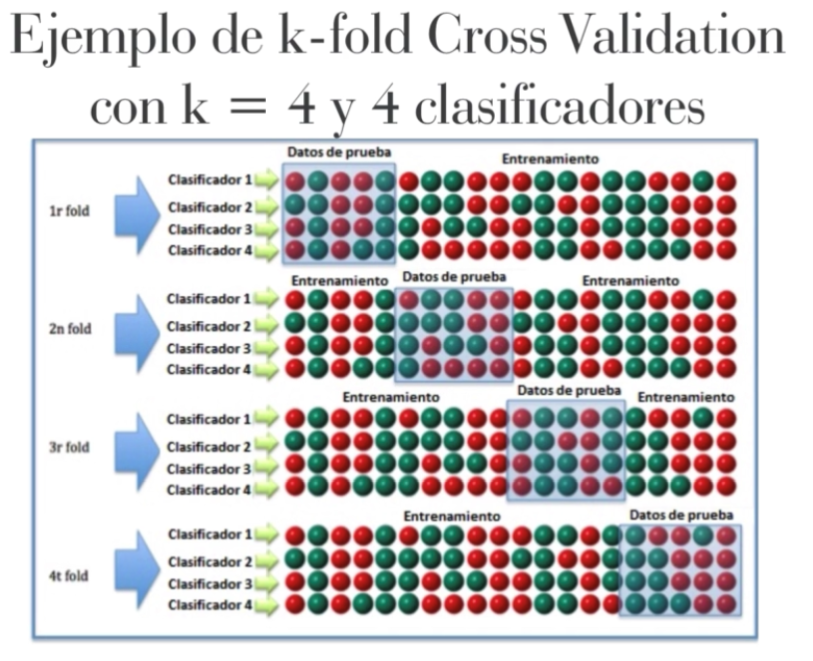 Ejemplo de k-fold Cross Validation
con k = 4 y 4 clasificadores
Datos de prueba
Entrenamiento
1r fold
Clasificador 1
Clasificador 2
Clasificador 3
Clasificador 4
Entrenamiento
Datos de prueba
Entrenamiento
2n fold
Clasificador 1
Clasificador 2
Clasificador 3
Clasificador 4
Entrenamiento
Datos de prueba
Entrenamiento
3r fold
Clasificador 1
Clasificador 2
Clasificador 3
Clasificador 4
Entrenamiento
Datos de prueba
4t fold
Clasificador 1
Clasificador 2
Clasificador 3
Clasificador 4